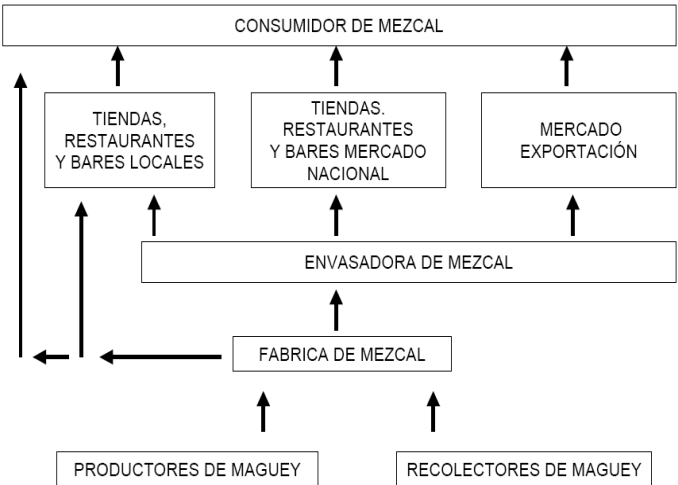 CONSUMIDOR DE MEZCAL
TIENDAS,
RESTAURANTES
Y BARES LOCALES
TIENDAS.
RESTAURANTES
Y BARES MERCADO
NACIONAL
MERCADO
EXPORTACIÓN
ENVASADORA DE MEZCAL
FABRICA DE MEZCAL
PRODUCTORES DE MAGUEY
RECOLECTORES DE MAGUEY